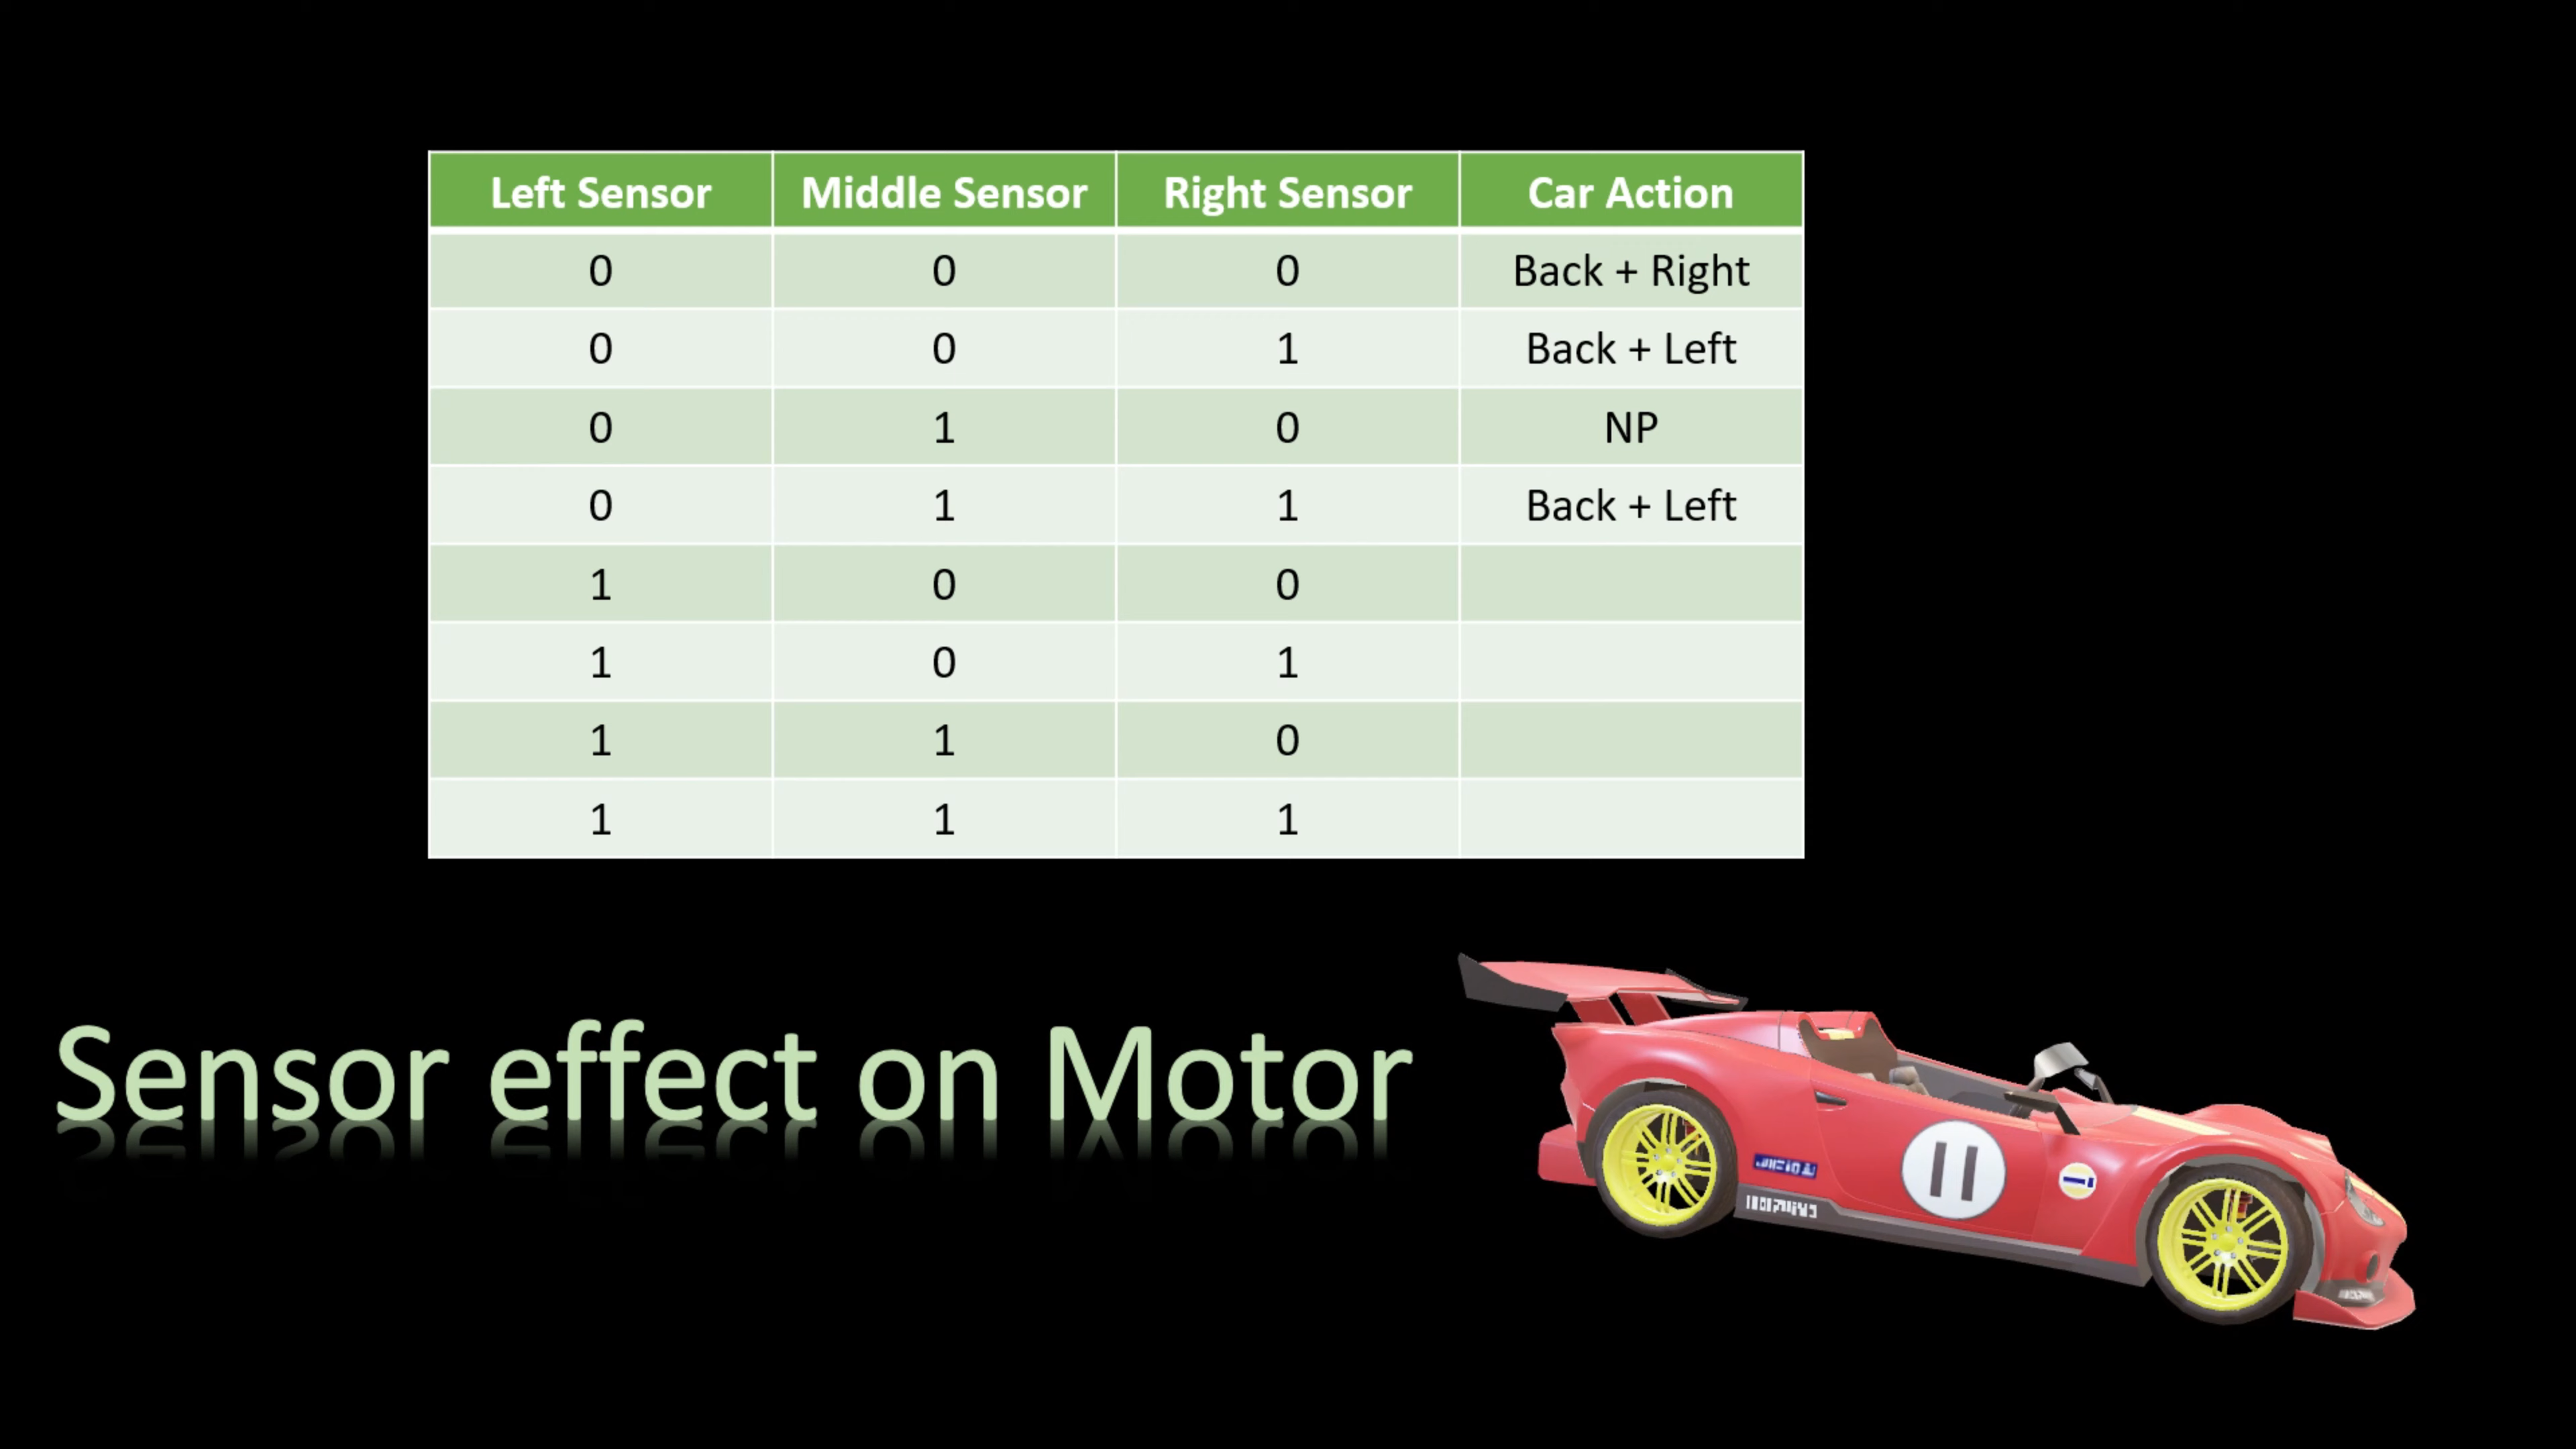 Left Sensor Middle Sensor Right Sensor Car Action
0 0 0 Back + Right
0 0 1 Back + Left
0 1 0 NP
0 1 1 Back + Left
1 0 0
1 0 1
1 1 0
1 1 1
Sensor effect on Motor
11